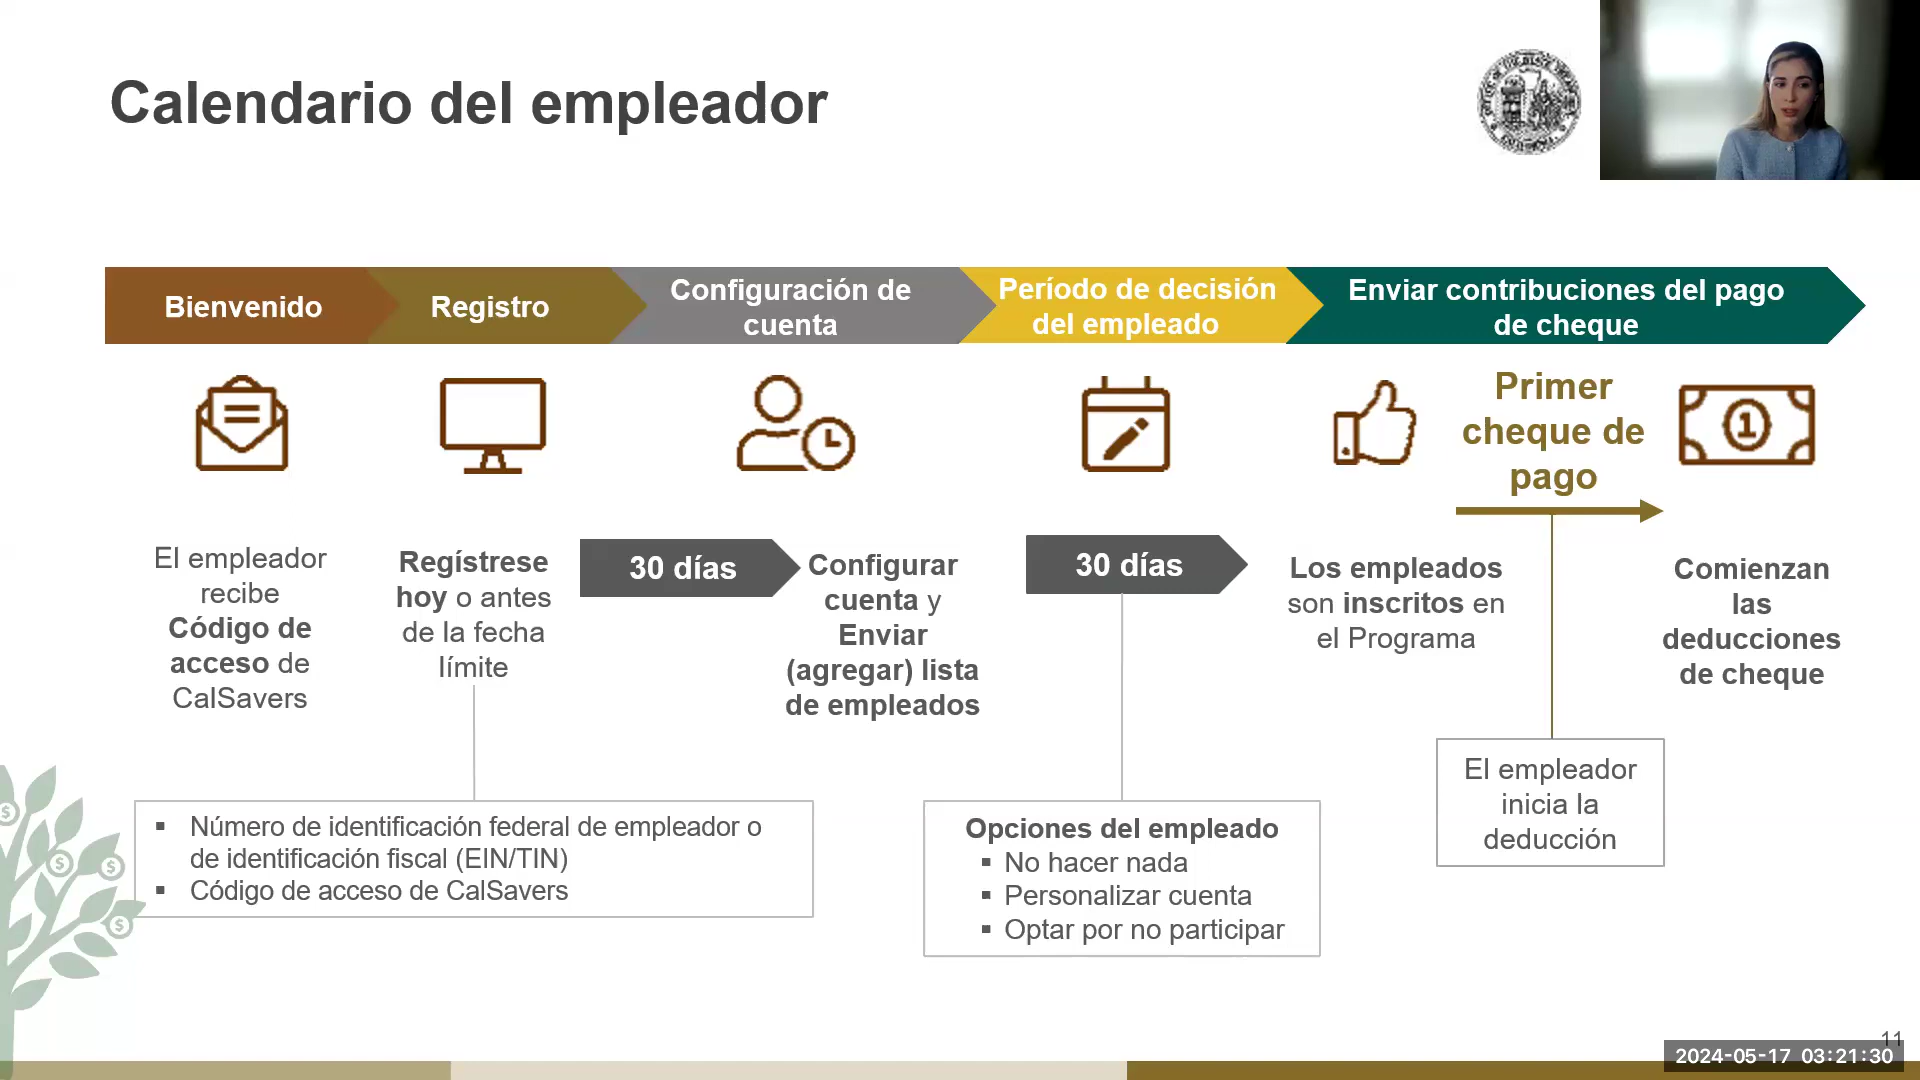 Calendario del empleador
Bienvenido
Registro
Configuración de
cuenta
Período de decisión
del empleado
Enviar contribuciones del pago
de cheque
Primer
cheque de
pago
1
El empleador
recibe
Código de
acceso de
CalSavers
Regístrese
hoy o antes
de la fecha
límite
30 días
Configurar
cuenta y
Enviar
(agregar) lista
de empleados
30 días
Los empleados
son inscritos en
el Programa
Comienzan
las
deducciones
de cheque
El empleador
inicia la
deducción
▪ Número de identificación federal de empleador o
de identificación fiscal (EIN/TIN)
▪ Código de acceso de CalSavers
Opciones del empleado
▪ No hacer nada
▪ Personalizar cuenta
▪ Optar por no participar
11
2024-05-17 03:21:30